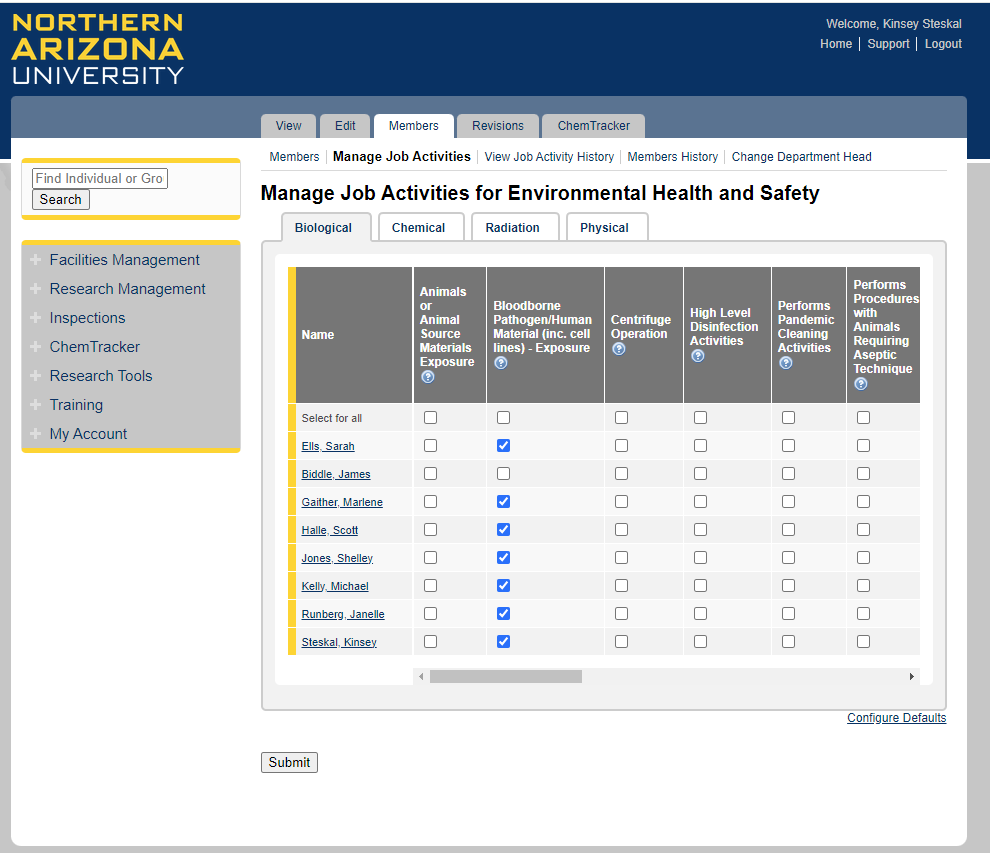 NORTHERN
ARIZONA
UNIVERSITY
Welcome, Kinsey Steskal
Home | Support | Logout
View Edit Members Revisions ChemTracker
Members | Manage Job Activities | View Job Activity History | Members History | Change Department Head
Find Individual or Gro
Search
Facilities Management
Research Management
Inspections
ChemTracker
Research Tools
Training
My Account
Manage Job Activities for Environmental Health and Safety
Biological Chemical Radiation Physical
Name
Animals
or
Animal
Source
Materials
Exposure
?
Bloodborne
Pathogen/Human
Material (inc. cell
lines) - Exposure
?
Centrifuge
Operation
?
High Level
Disinfection
Activities
?
Performs
Pandemic
Cleaning
Activities
?
Performs
Procedures
with
Animals
Requiring
Aseptic
Technique
?
Select for all
Ells, Sarah
Biddle, James
Gaither, Marlene
Halle, Scott
Jones, Shelley
Kelly, Michael
Runberg, Janelle
Steskal, Kinsey
Configure Defaults
Submit